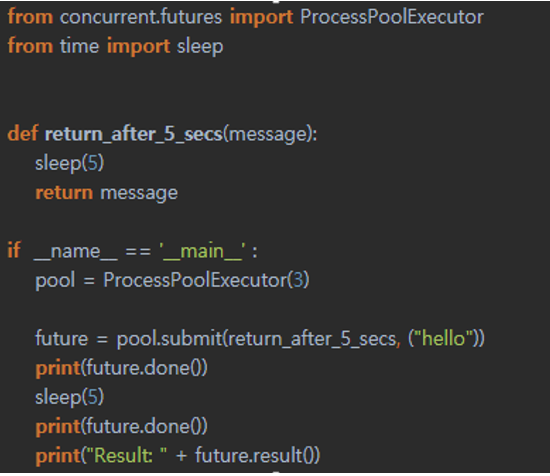 from concurrent.futures import ProcessPoolExecutor
from time import sleep
def return_after_5_secs(message):
    sleep(5)
    return message
if __name__ == '__main__' :
    pool = ProcessPoolExecutor(3)
    future = pool.submit(return_after_5_secs, ("hello"))
    print(future.done())
    sleep(5)
    print(future.done())
    print("Result: " + future.result())